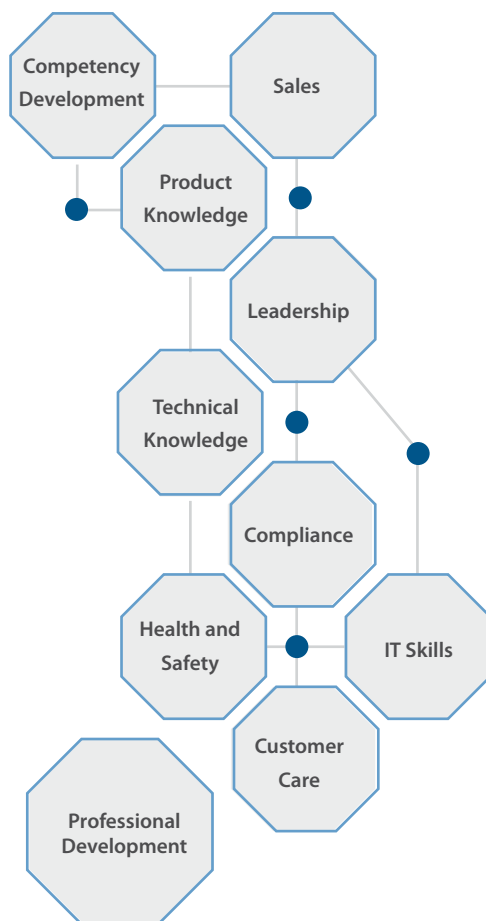 Competency
Development
Sales
Product
Knowledge
Leadership
Technical
Knowledge
Compliance
Health and
Safety
IT Skills
Customer
Care
Professional
Development